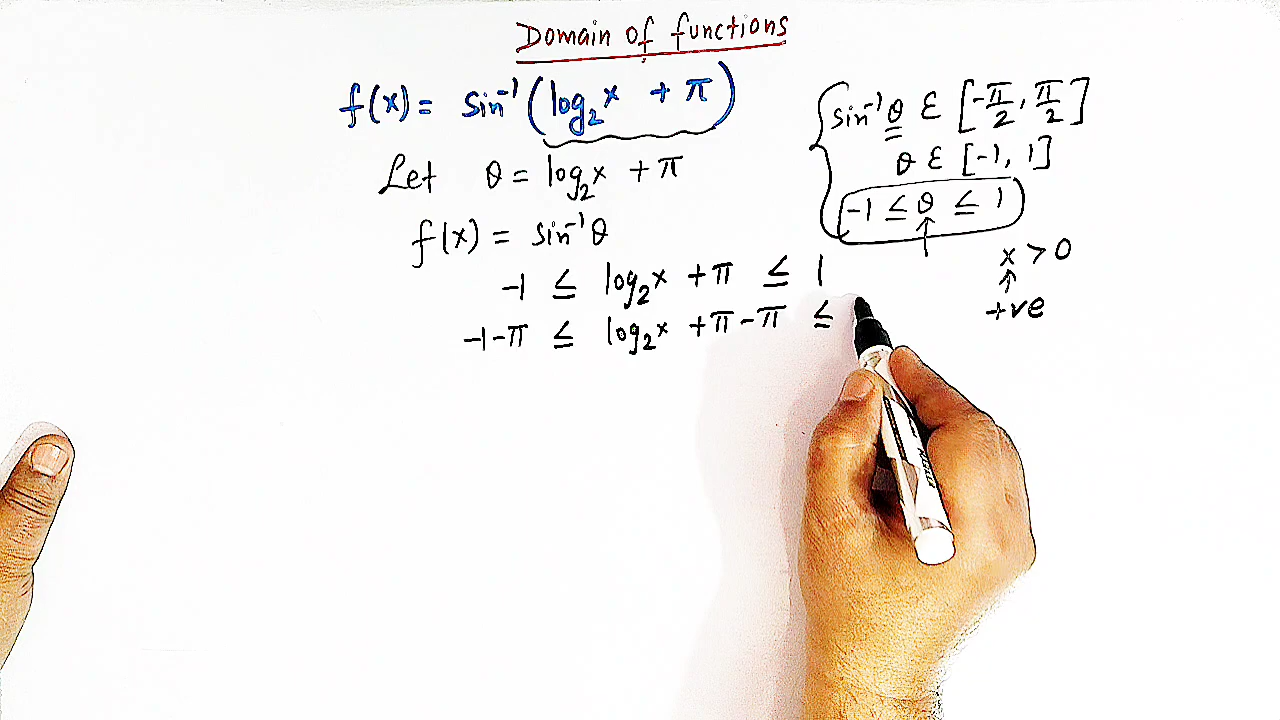 Domain of functions
f(x) = sin⁻¹(log₂x + π)
Let θ = log₂x + π
f(x) = sin⁻¹θ
-1 ≤ log₂x + π ≤ 1
-1-π ≤ log₂x + π - π ≤
sin⁻¹θ ε [-π/2, π/2]
θ ε [-1, 1]
-1 ≤ θ ≤ 1
x > 0
+ve